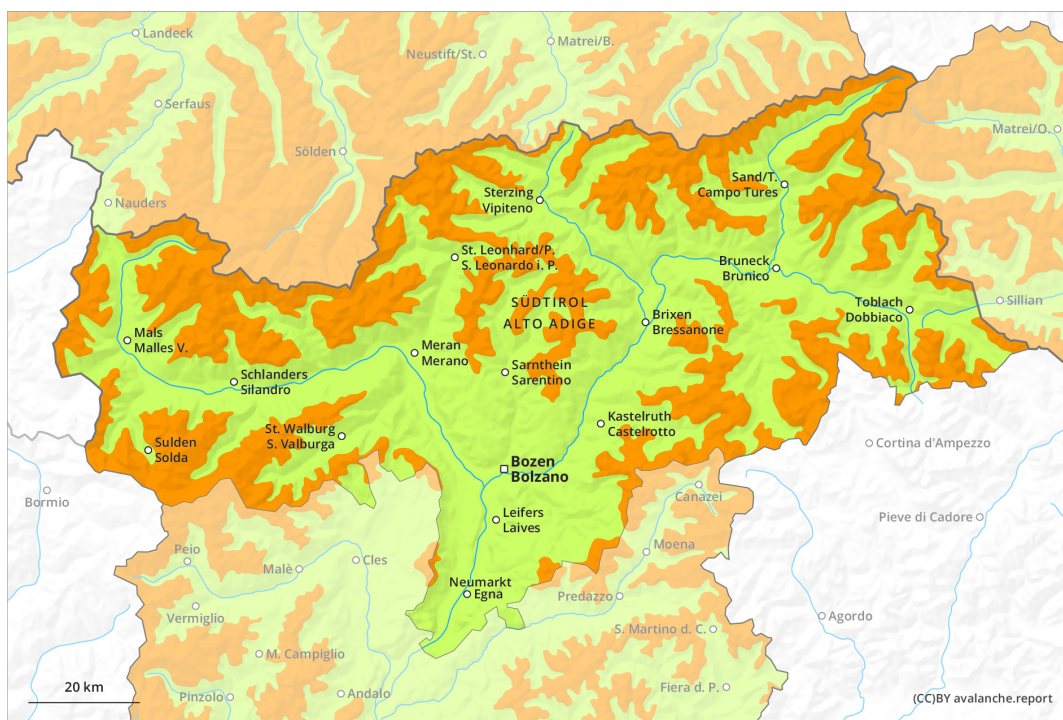 Landeck
Matrei/B.
Neustift/St.
Serfaus
Matrei/O.
Sölden
Sand/T.
Campo Tures
Sterzing
Vipiteno
Nauders
St. Leonhard/P.
S. Leonardo i. P.
Bruneck
Brunico
SÜDTIROL
ALTO ADIGE
Toblach
Dobbiaco
Sillian
Brixen
Bressanone
Mals
Malles V.
Meran
Merano
Sarnthein
Sarentino
Schlanders
Silandro
Kastelruth
Castelrotto
St. Walburg
S. Valburga
Sulden
Solda
Cortina d'Ampezzo
Bozen
Bolzano
Bormio
Canazei
Leifers
Laives
Pieve di Cadore
Moena
Peio
Cles
Malè
Neumarkt
Egna
Predazzo
Vermiglio
Agordo
S. Martino d. C.
M. Campiglio
20 km
Pinzolo
Andalo
Fiera d. P.
(CC)BY avalanche.report